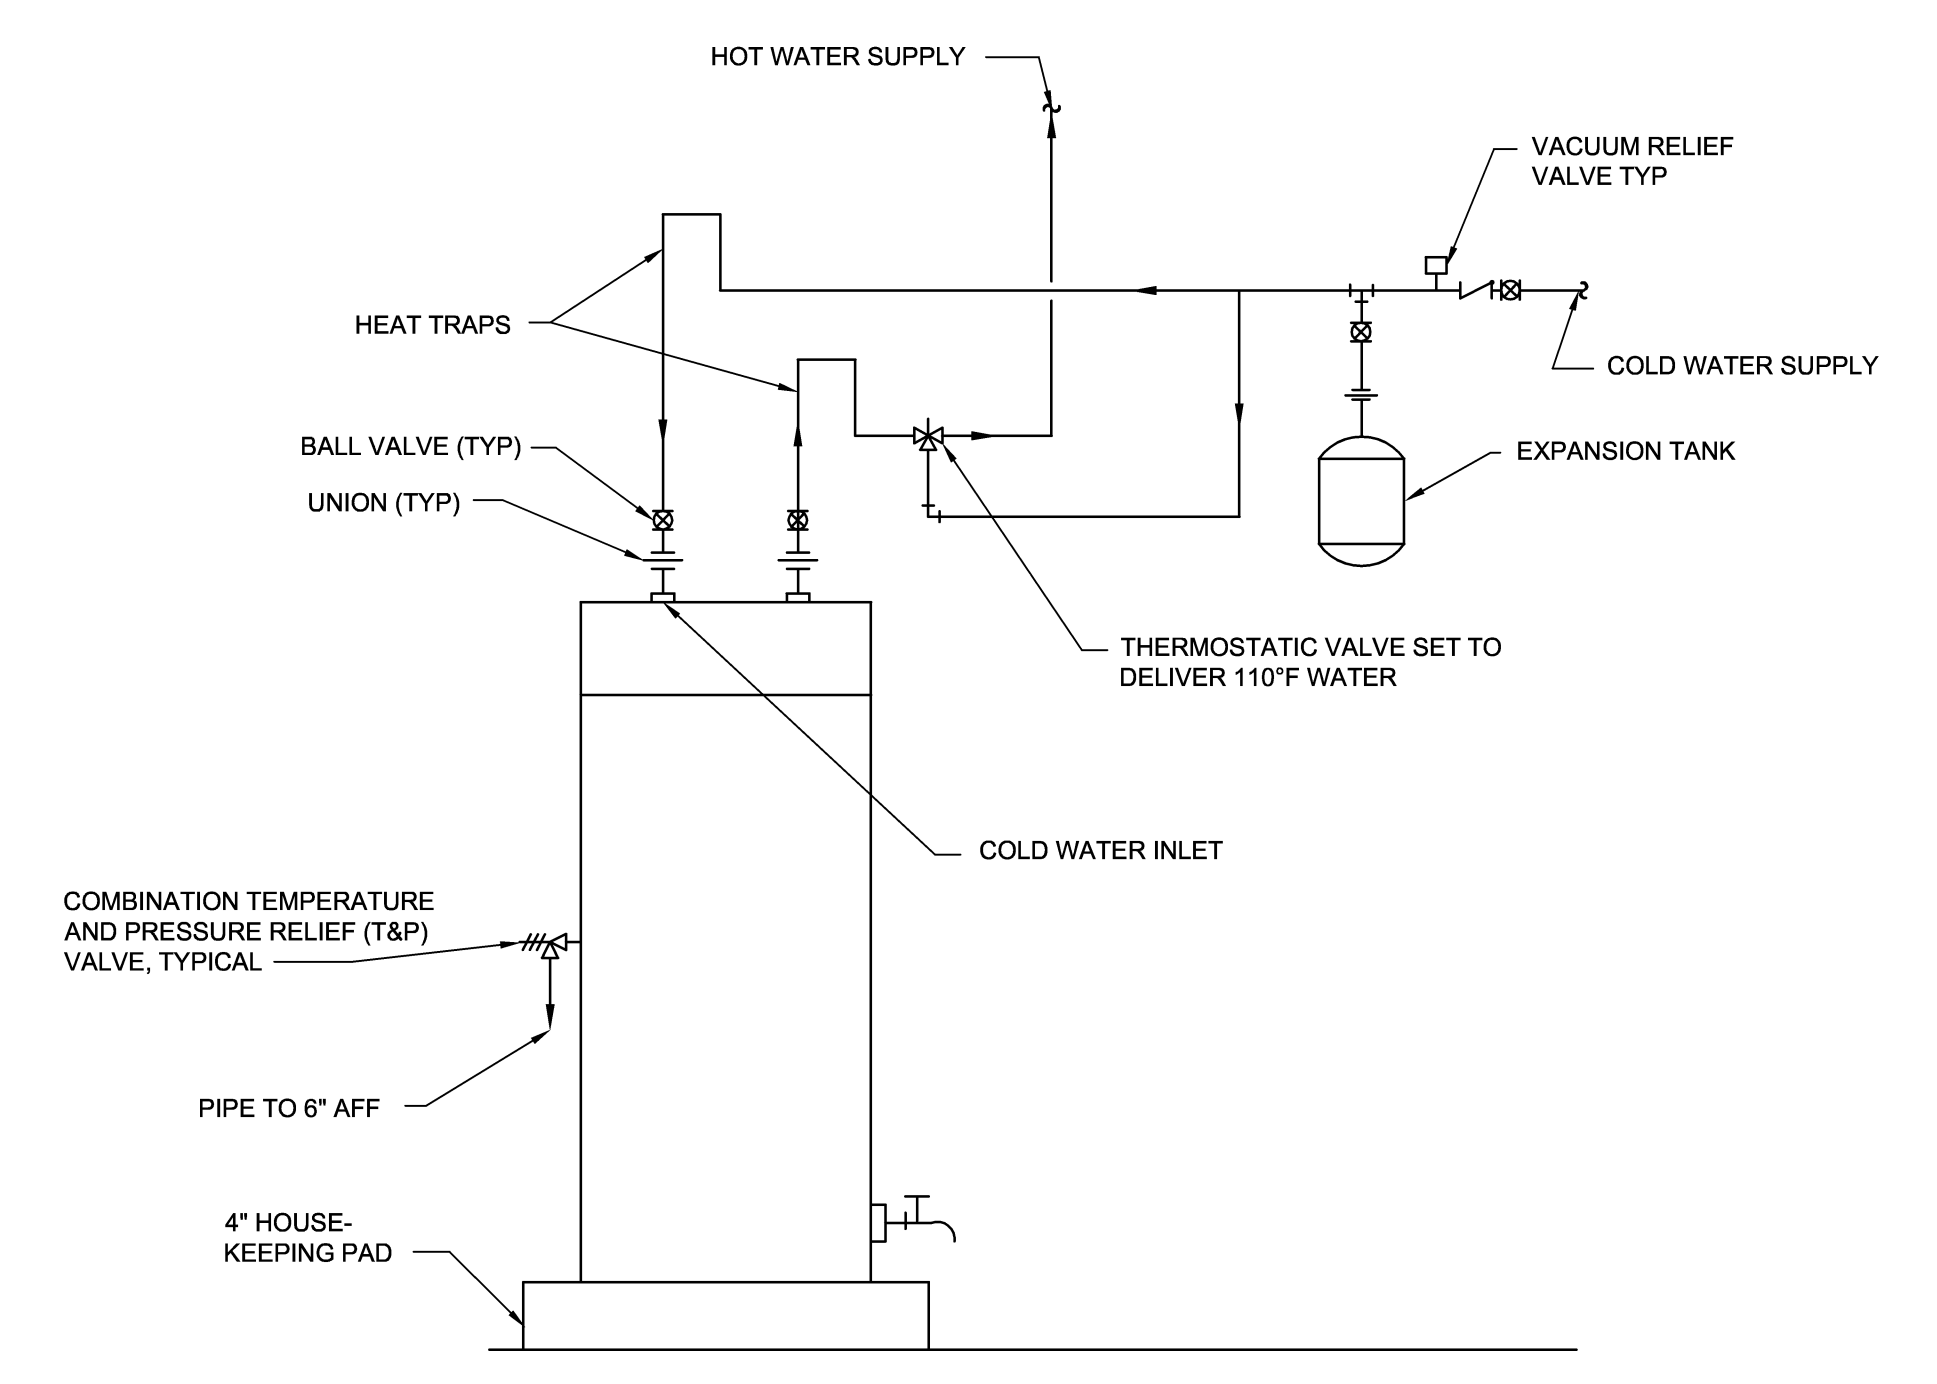 HOT WATER SUPPLY
VACUUM RELIEF
VALVE TYP
HEAT TRAPS
COLD WATER SUPPLY
BALL VALVE (TYP)
EXPANSION TANK
UNION (TYP)
THERMOSTATIC VALVE SET TO
DELIVER 110°F WATER
COLD WATER INLET
COMBINATION TEMPERATURE
AND PRESSURE RELIEF (T&P)
VALVE, TYPICAL
PIPE TO 6" AFF
4" HOUSE-
KEEPING PAD